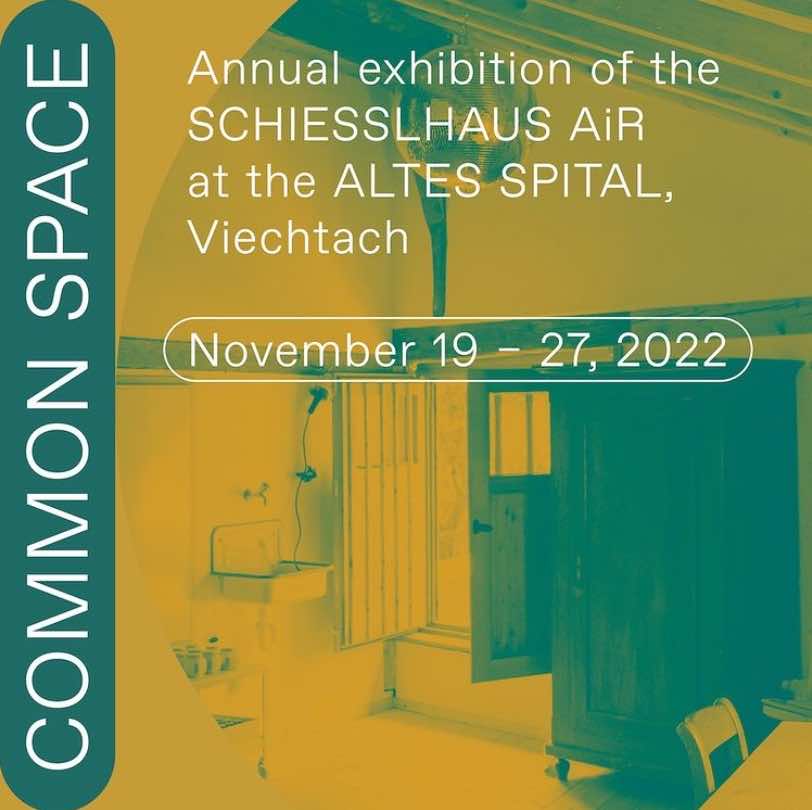 COMMON SPACE
Annual exhibition of the
SCHIESSLHAUS AiR
at the ALTES SPITAL,
Viechtach
November 19 – 27, 2022